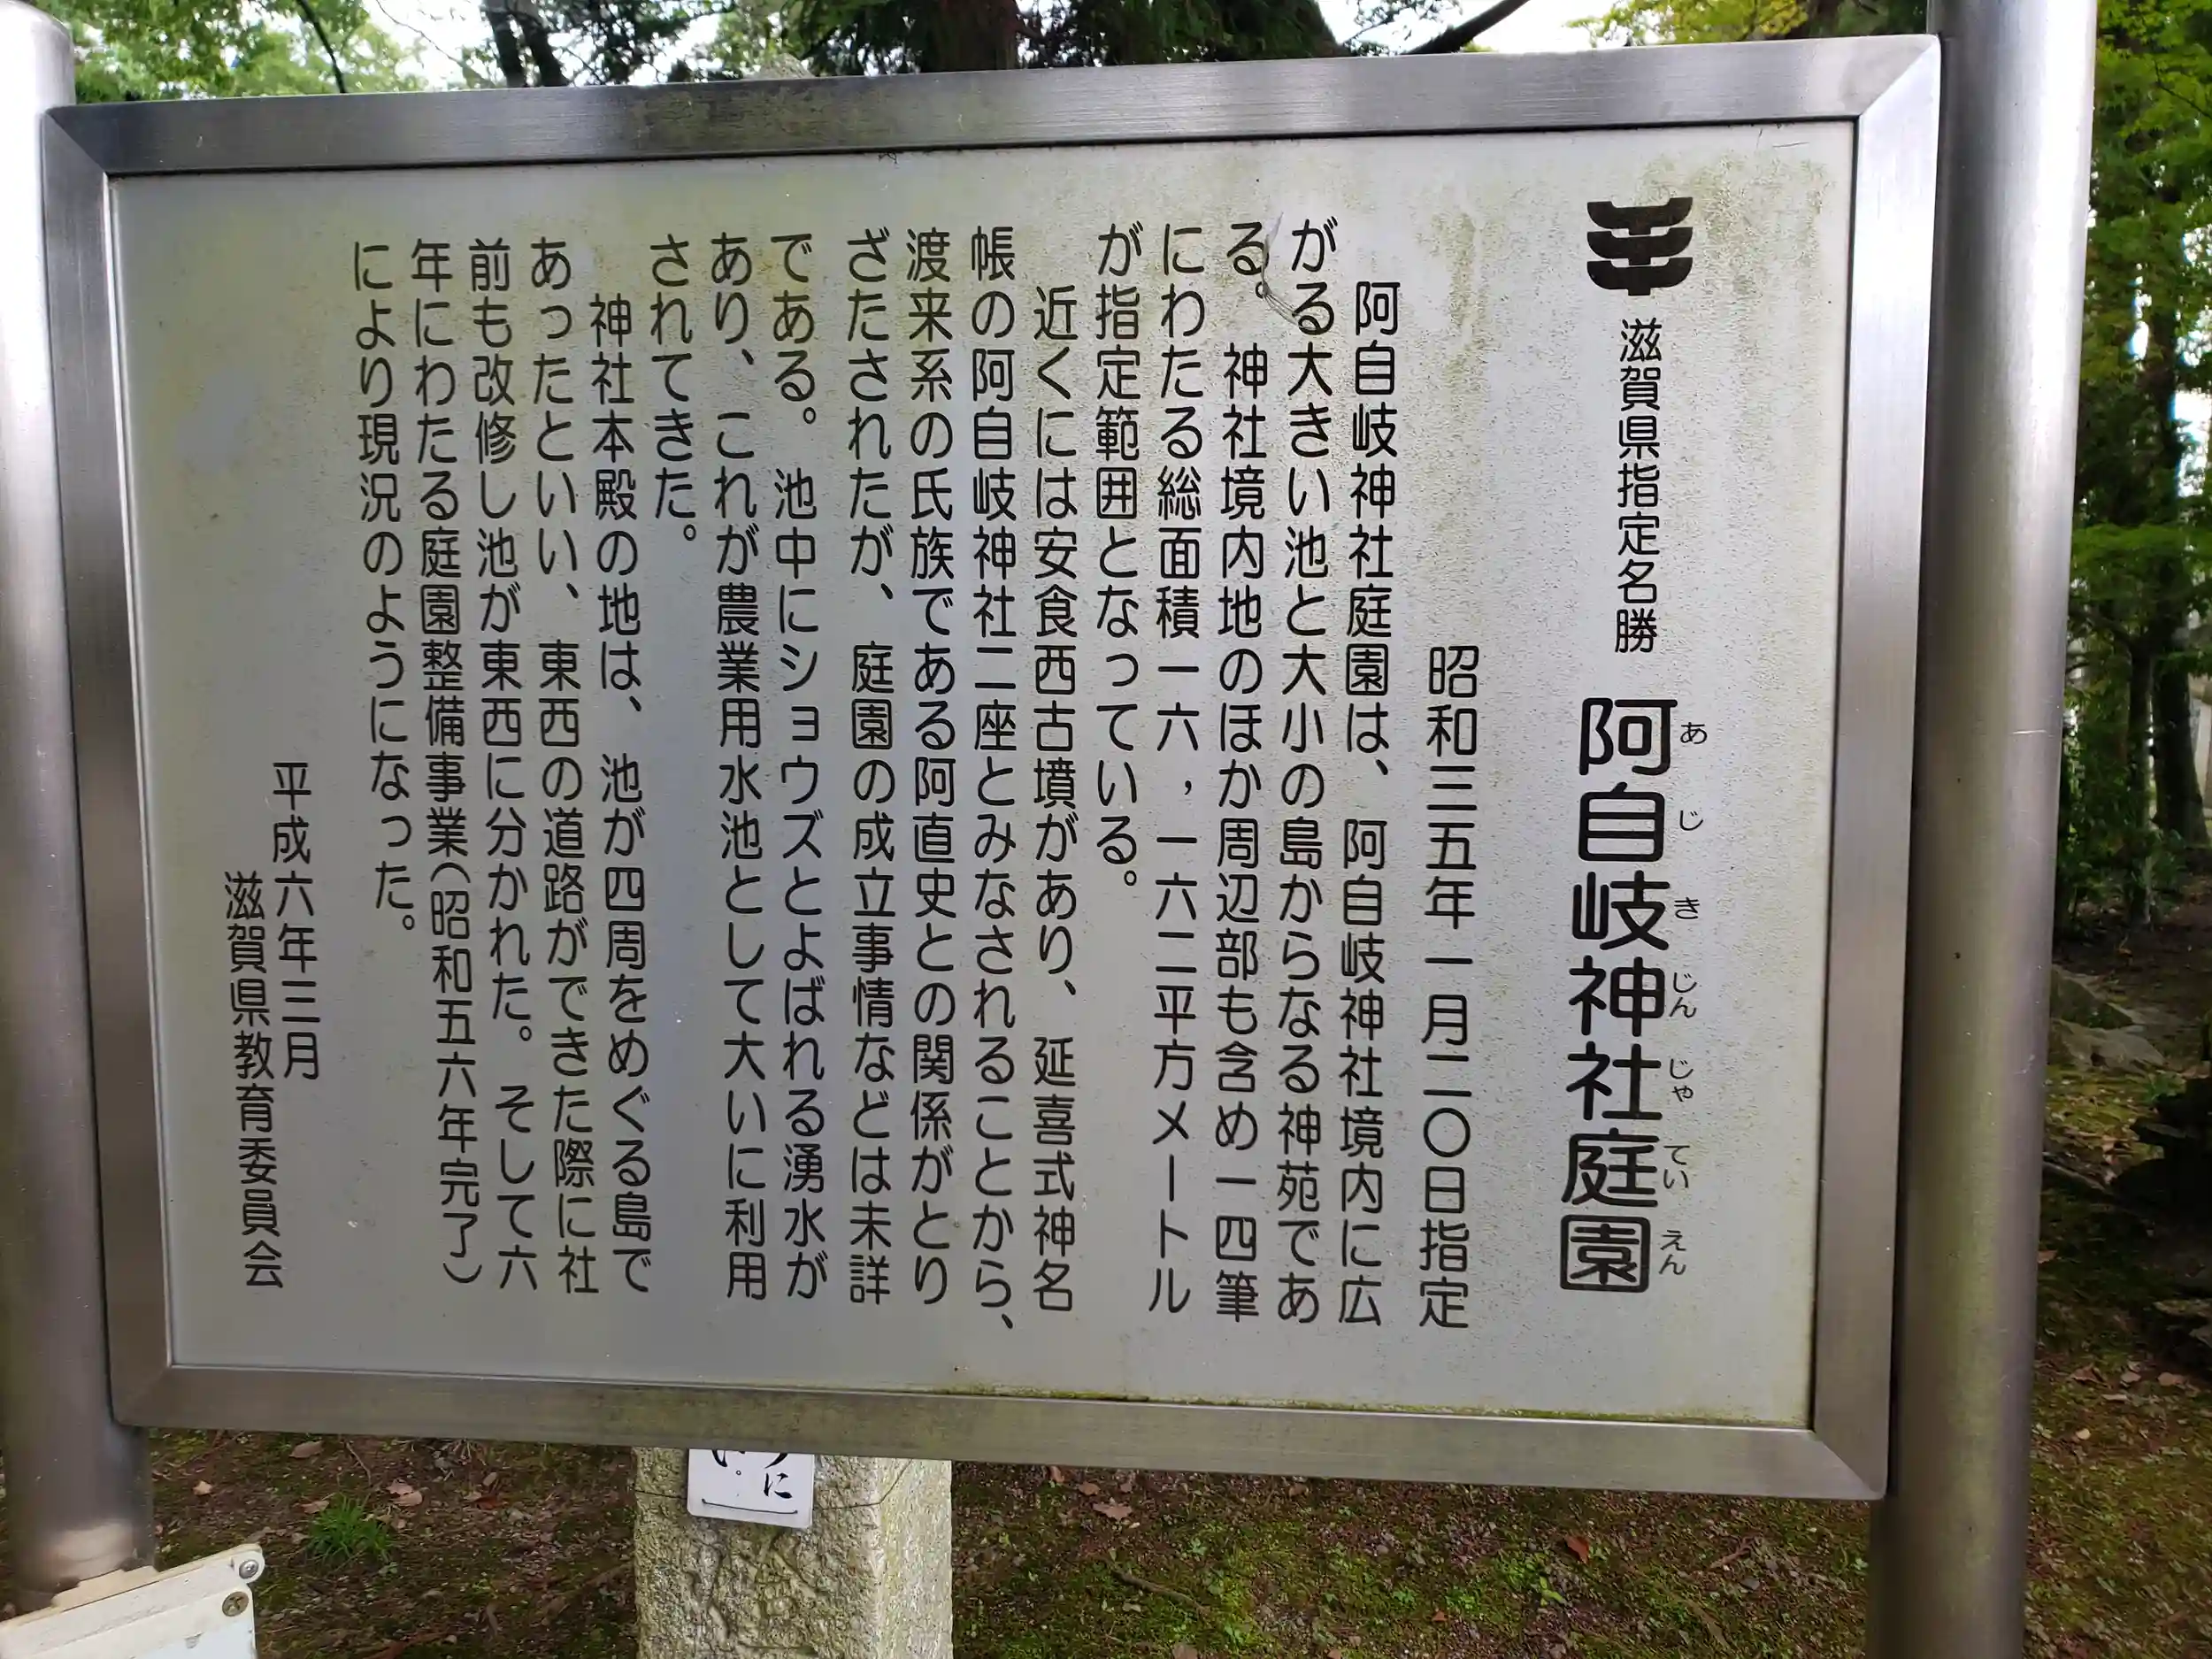 滋賀県指定名勝 阿自岐神社庭園
あじきじんじゃていえん
昭和三五年一月二〇日指定
阿自岐神社庭園は、阿自岐神社境内に広
がる大きい池と大小の島からなる神苑であ
る。神社境内地のほか周辺部も含め一四筆
にわたる総面積一六,一六二平方メートル
が指定範囲となっている。
近くには安食西古墳があり、延喜式神名
帳の阿自岐神社二座とみなされることから、
渡来系の氏族である阿直史との関係がとり
ざたされたが、庭園の成立事情などは未詳
である。池中にショウズとよばれる湧水が
あり、これが農業用水池として大いに利用
されてきた。
神社本殿の地は、池が四周をめぐる島で
あったといい、東西の道路ができた際に社
前も改修し池が東西に分かれた。そして六
年にわたる庭園整備事業(昭和五六年完了)
により現況のようになった。
平成六年三月
滋賀県教育委員会
に
い。